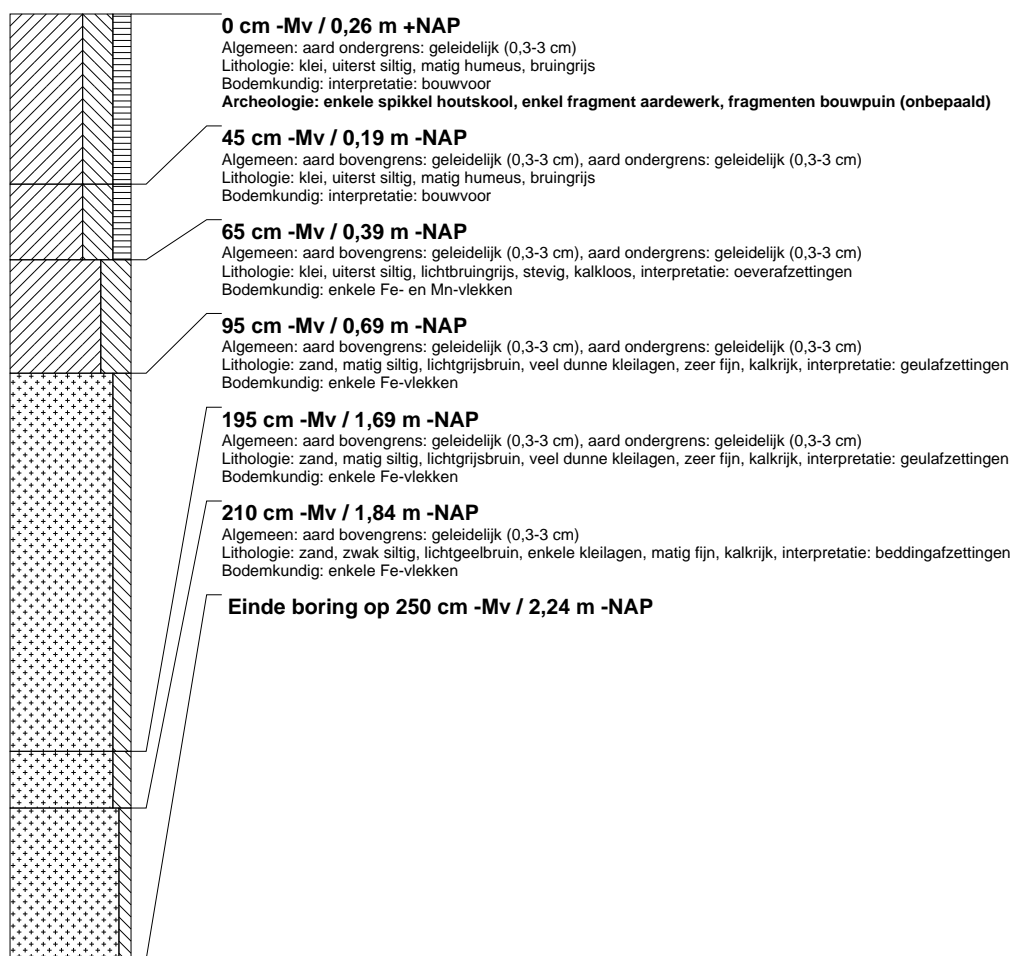 0 cm -Mv / 0,26 m +NAP
Algemeen: aard ondergrens: geleidelijk (0,3-3 cm)
Lithologie: klei, uiterst siltig, matig humeus, bruingrijs
Bodemkundig: interpretatie: bouwvoor
Archeologie: enkele spikkel houtskool, enkel fragment aardewerk, fragmenten bouwpuin (onbepaald)
45 cm -Mv / 0,19 m -NAP
Algemeen: aard bovengrens: geleidelijk (0,3-3 cm), aard ondergrens: geleidelijk (0,3-3 cm)
Lithologie: klei, uiterst siltig, matig humeus, bruingrijs
Bodemkundig: interpretatie: bouwvoor
65 cm -Mv / 0,39 m -NAP
Algemeen: aard bovengrens: geleidelijk (0,3-3 cm), aard ondergrens: geleidelijk (0,3-3 cm)
Lithologie: klei, uiterst siltig, lichtbruingrijs, stevig, kalkloos, interpretatie: oeverafzettingen
Bodemkundig: enkele Fe- en Mn-vlekken
95 cm -Mv / 0,69 m -NAP
Algemeen: aard bovengrens: geleidelijk (0,3-3 cm), aard ondergrens: geleidelijk (0,3-3 cm)
Lithologie: zand, matig siltig, lichtgrijsbruin, veel dunne kleilagen, zeer fijn, kalkrijk, interpretatie: geulafzettingen
Bodemkundig: enkele Fe-vlekken
195 cm -Mv / 1,69 m -NAP
Algemeen: aard bovengrens: geleidelijk (0,3-3 cm), aard ondergrens: geleidelijk (0,3-3 cm)
Lithologie: zand, matig siltig, lichtgrijsbruin, veel dunne kleilagen, zeer fijn, kalkrijk, interpretatie: geulafzettingen
Bodemkundig: enkele Fe-vlekken
210 cm -Mv / 1,84 m -NAP
Algemeen: aard bovengrens: geleidelijk (0,3-3 cm)
Lithologie: zand, zwak siltig, lichtgeelbruin, enkele kleilagen, matig fijn, kalkrijk, interpretatie: beddingafzettingen
Bodemkundig: enkele Fe-vlekken
Einde boring op 250 cm -Mv / 2,24 m -NAP